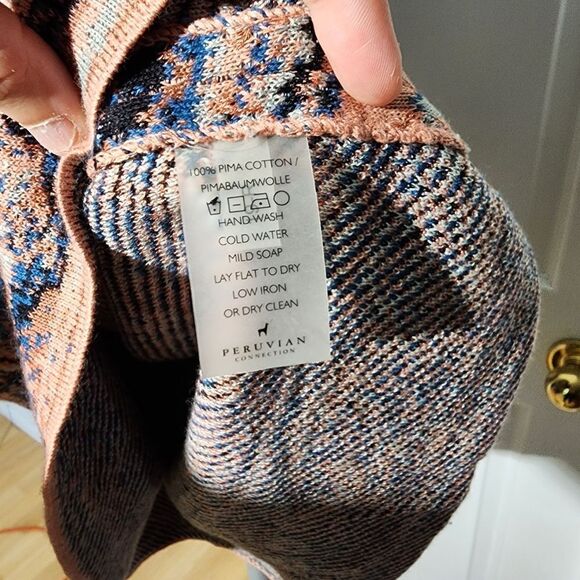 100% PIMA COTTON /
PIMABAUMWOLLE
HAND WASH
COLD WATER
MILD SOAP
LAY FLAT TO DRY
LOW IRON
OR DRY CLEAN
PERUVIAN
CONNECTION